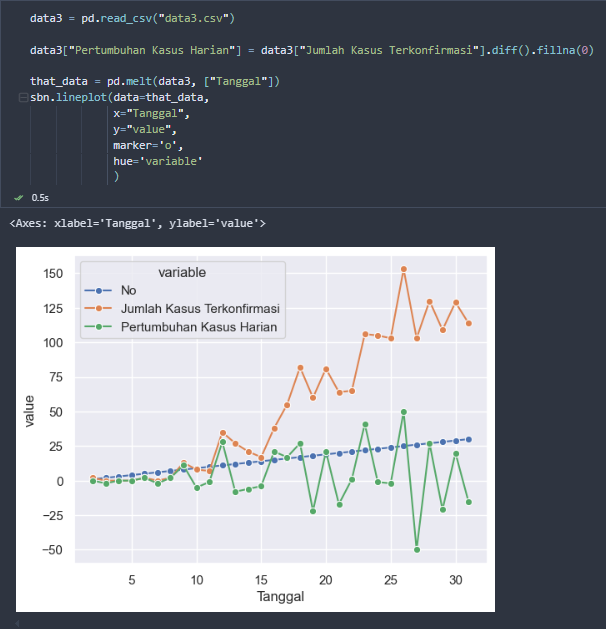 data3 = pd.read_csv("data3.csv")
data3["Pertumbuhan Kasus Harian"] = data3["Jumlah Kasus Terkonfirmasi"].diff().fillna(0)
that_data = pd.melt(data3, ["Tanggal"])
sbn.lineplot(data=that_data,
x="Tanggal",
y="value",
marker='o',
hue='variable'
)
0.5s
<Axes: xlabel='Tanggal', ylabel='value'>
variable
No
Jumlah Kasus Terkonfirmasi
Pertumbuhan Kasus Harian
value
150
125
100
75
50
25
0
−25
−50
5 10 15 20 25 30
Tanggal